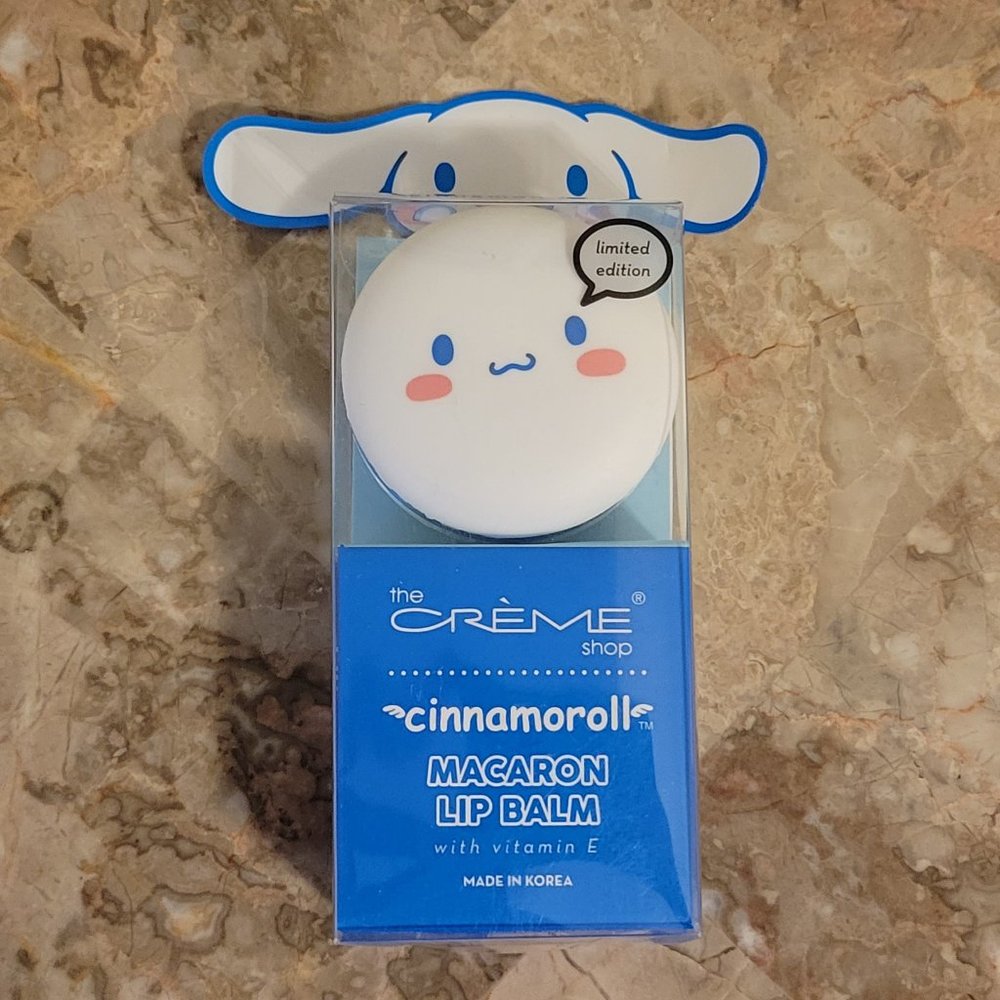 limited
edition
the
CRÈME®
shop
cinnamoroll™
MACARON
LIP BALM
with vitamin E
MADE IN KOREA